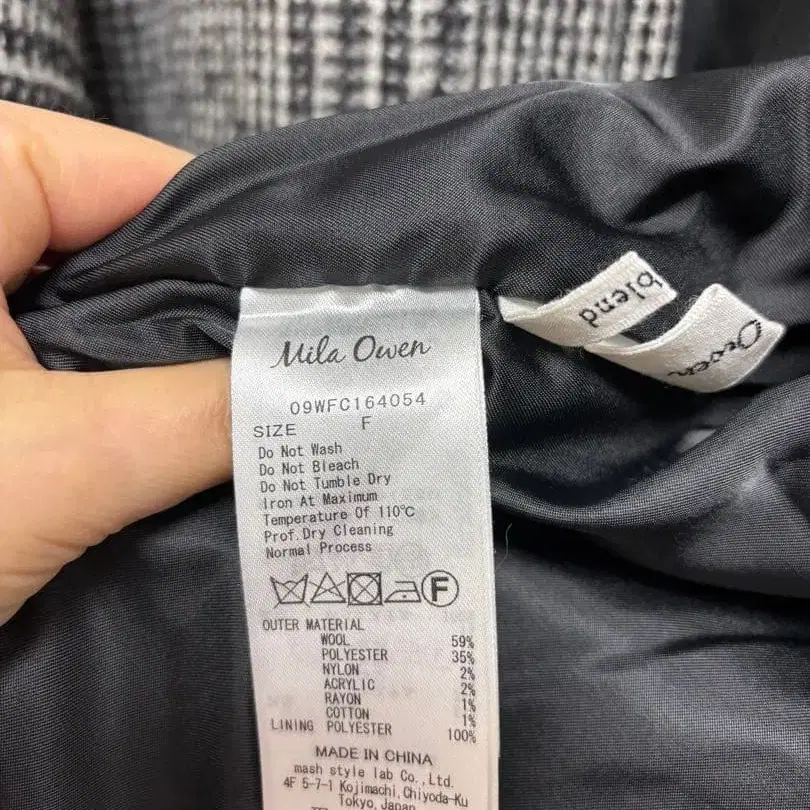 Mila Owen
09WFC164054
SIZE F
Do Not Wash
Do Not Bleach
Do Not Tumble Dry
Iron At Maximum
Temperature Of 110℃
Prof.Dry Cleaning
Normal Process
F
OUTER MATERIAL
WOOL 59%
POLYESTER 35%
NYLON 2%
ACRYLIC 2%
RAYON 1%
COTTON 1%
LINING POLYESTER 100%
MADE IN CHINA
mash style lab Co.,Ltd.
4F 5-7-1 Kojimachi,Chiyoda-Ku
Tokyo,Japan
blend
Owen